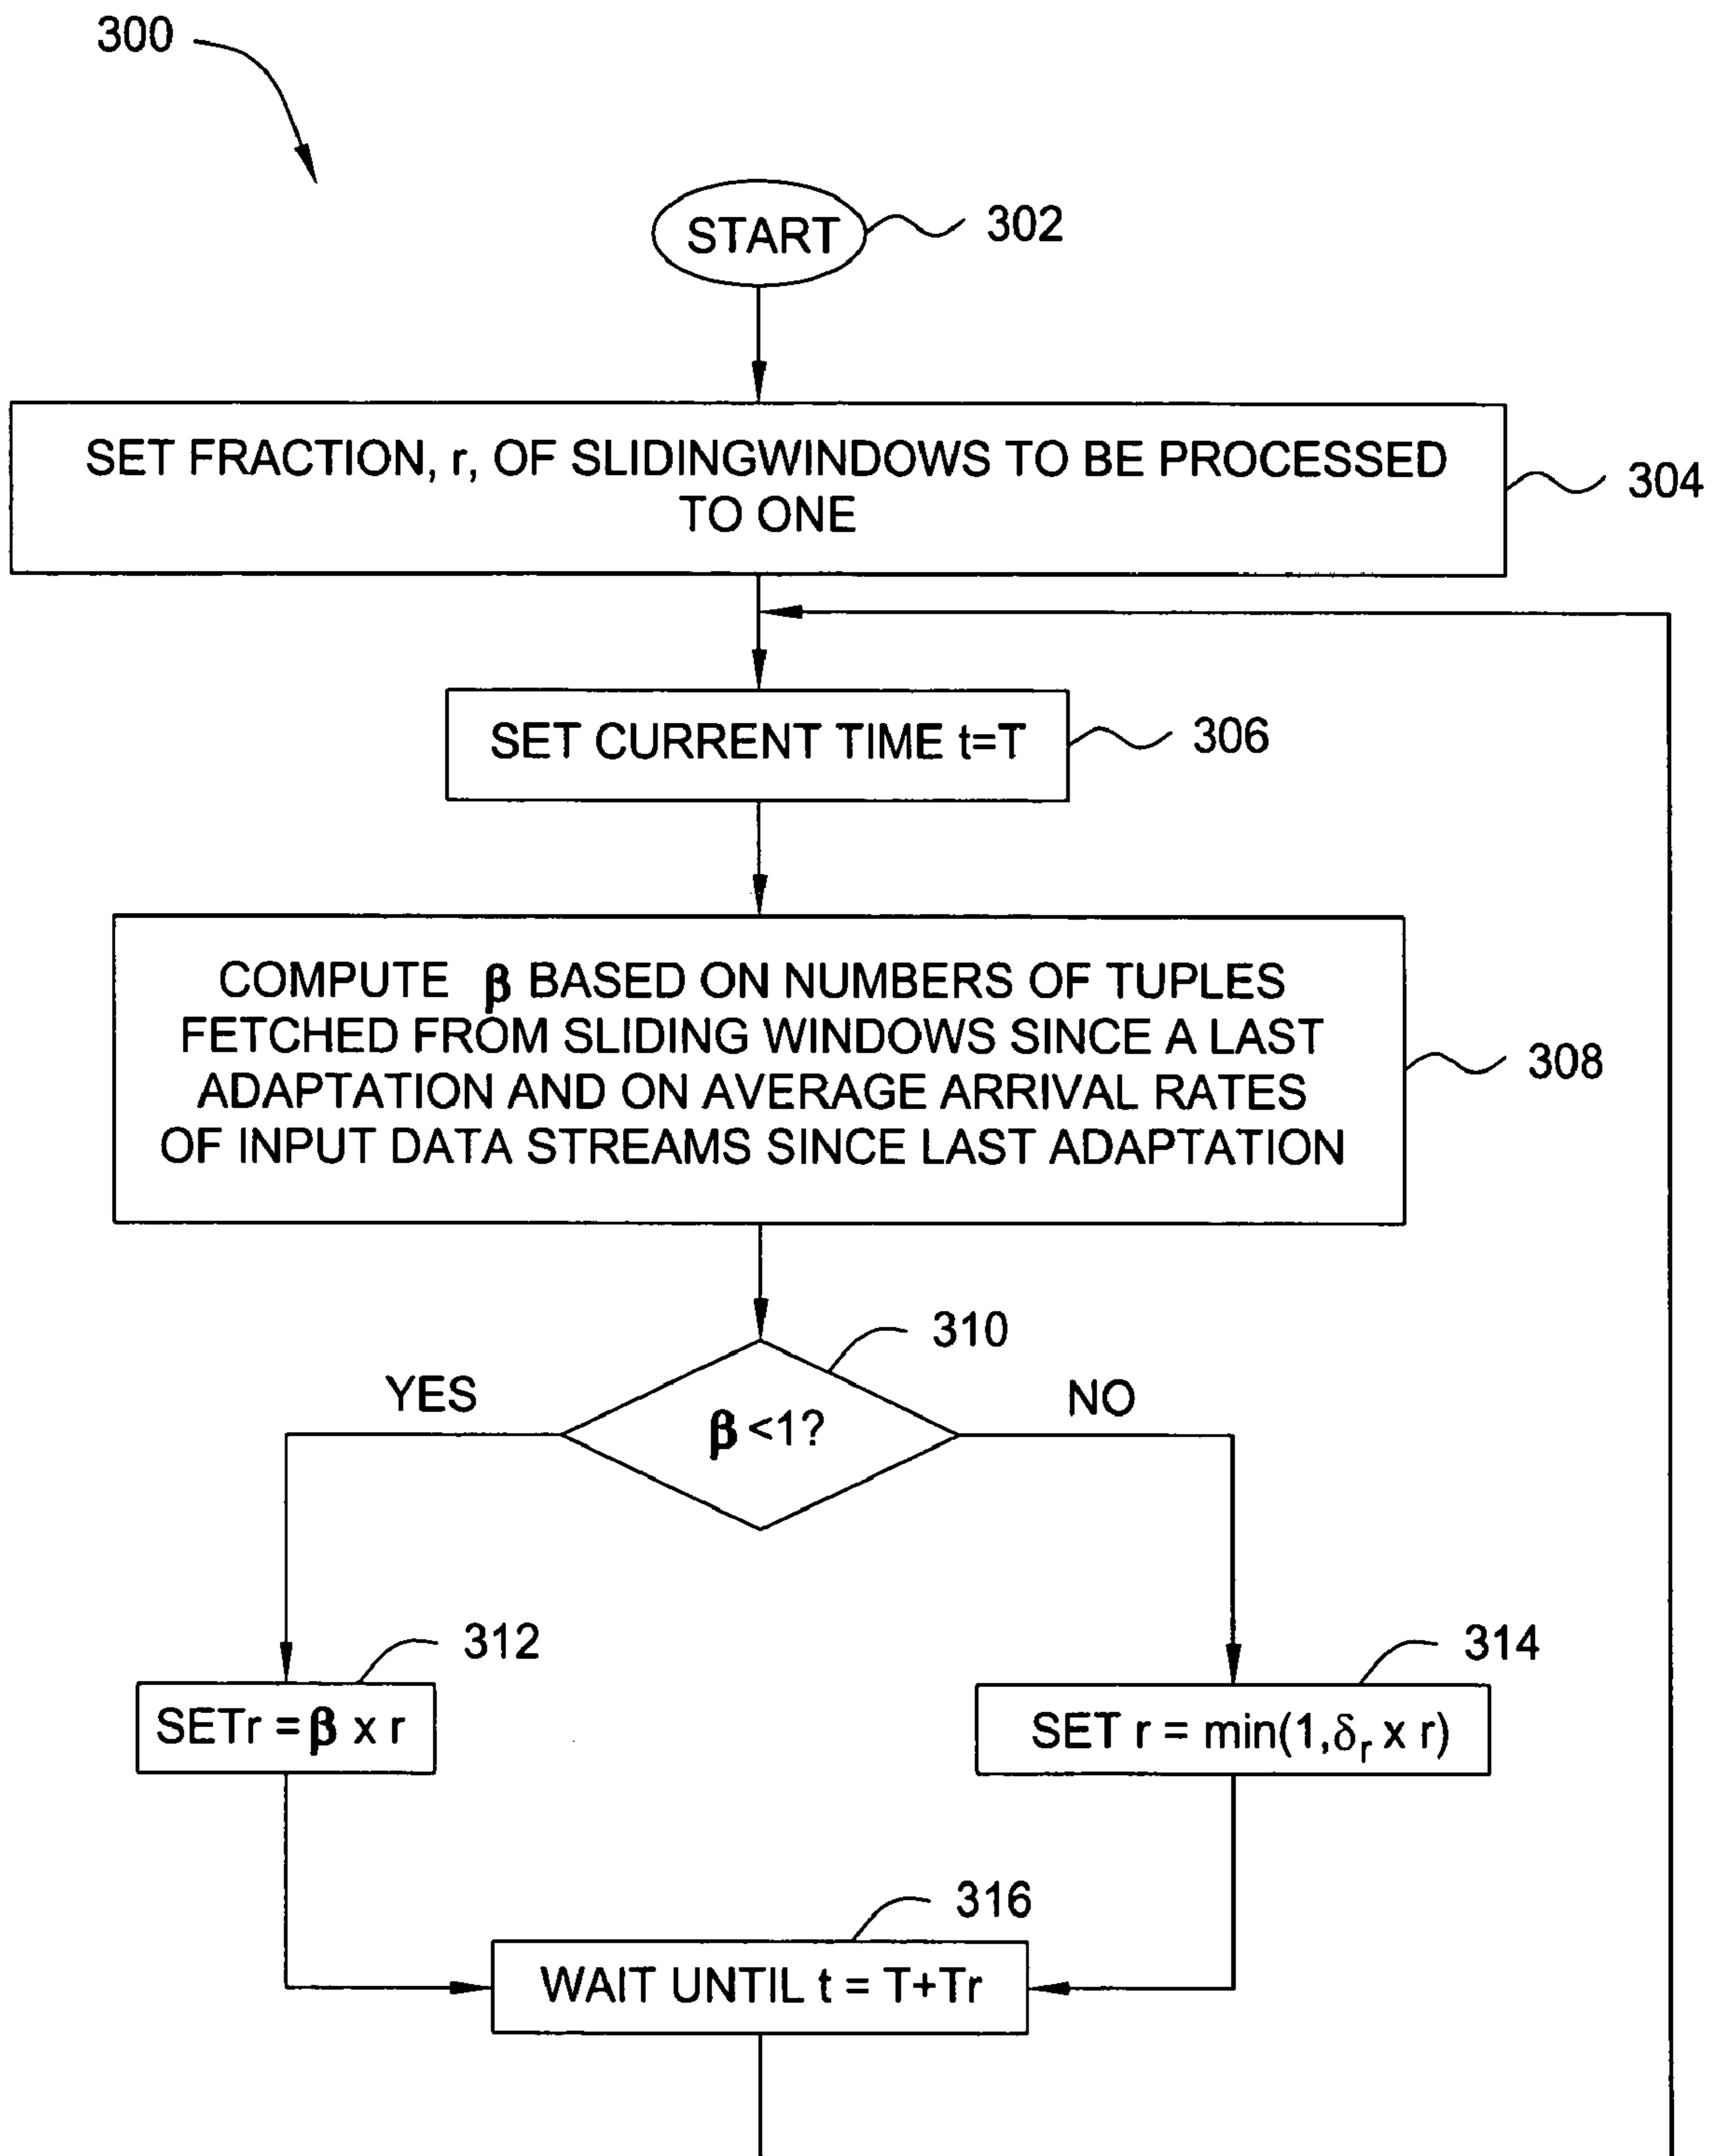 300
START
302
SET FRACTION, r, OF SLIDINGWINDOWS TO BE PROCESSED
TO ONE
304
SET CURRENT TIME t=T
306
COMPUTE β BASED ON NUMBERS OF TUPLES
FETCHED FROM SLIDING WINDOWS SINCE A LAST
ADAPTATION AND ON AVERAGE ARRIVAL RATES
OF INPUT DATA STREAMS SINCE LAST ADAPTATION
308
310
YES
NO
β <1?
312
314
SETr = β x r
SET r = min(1,δr x r)
316
WAIT UNTIL t = T+Tr